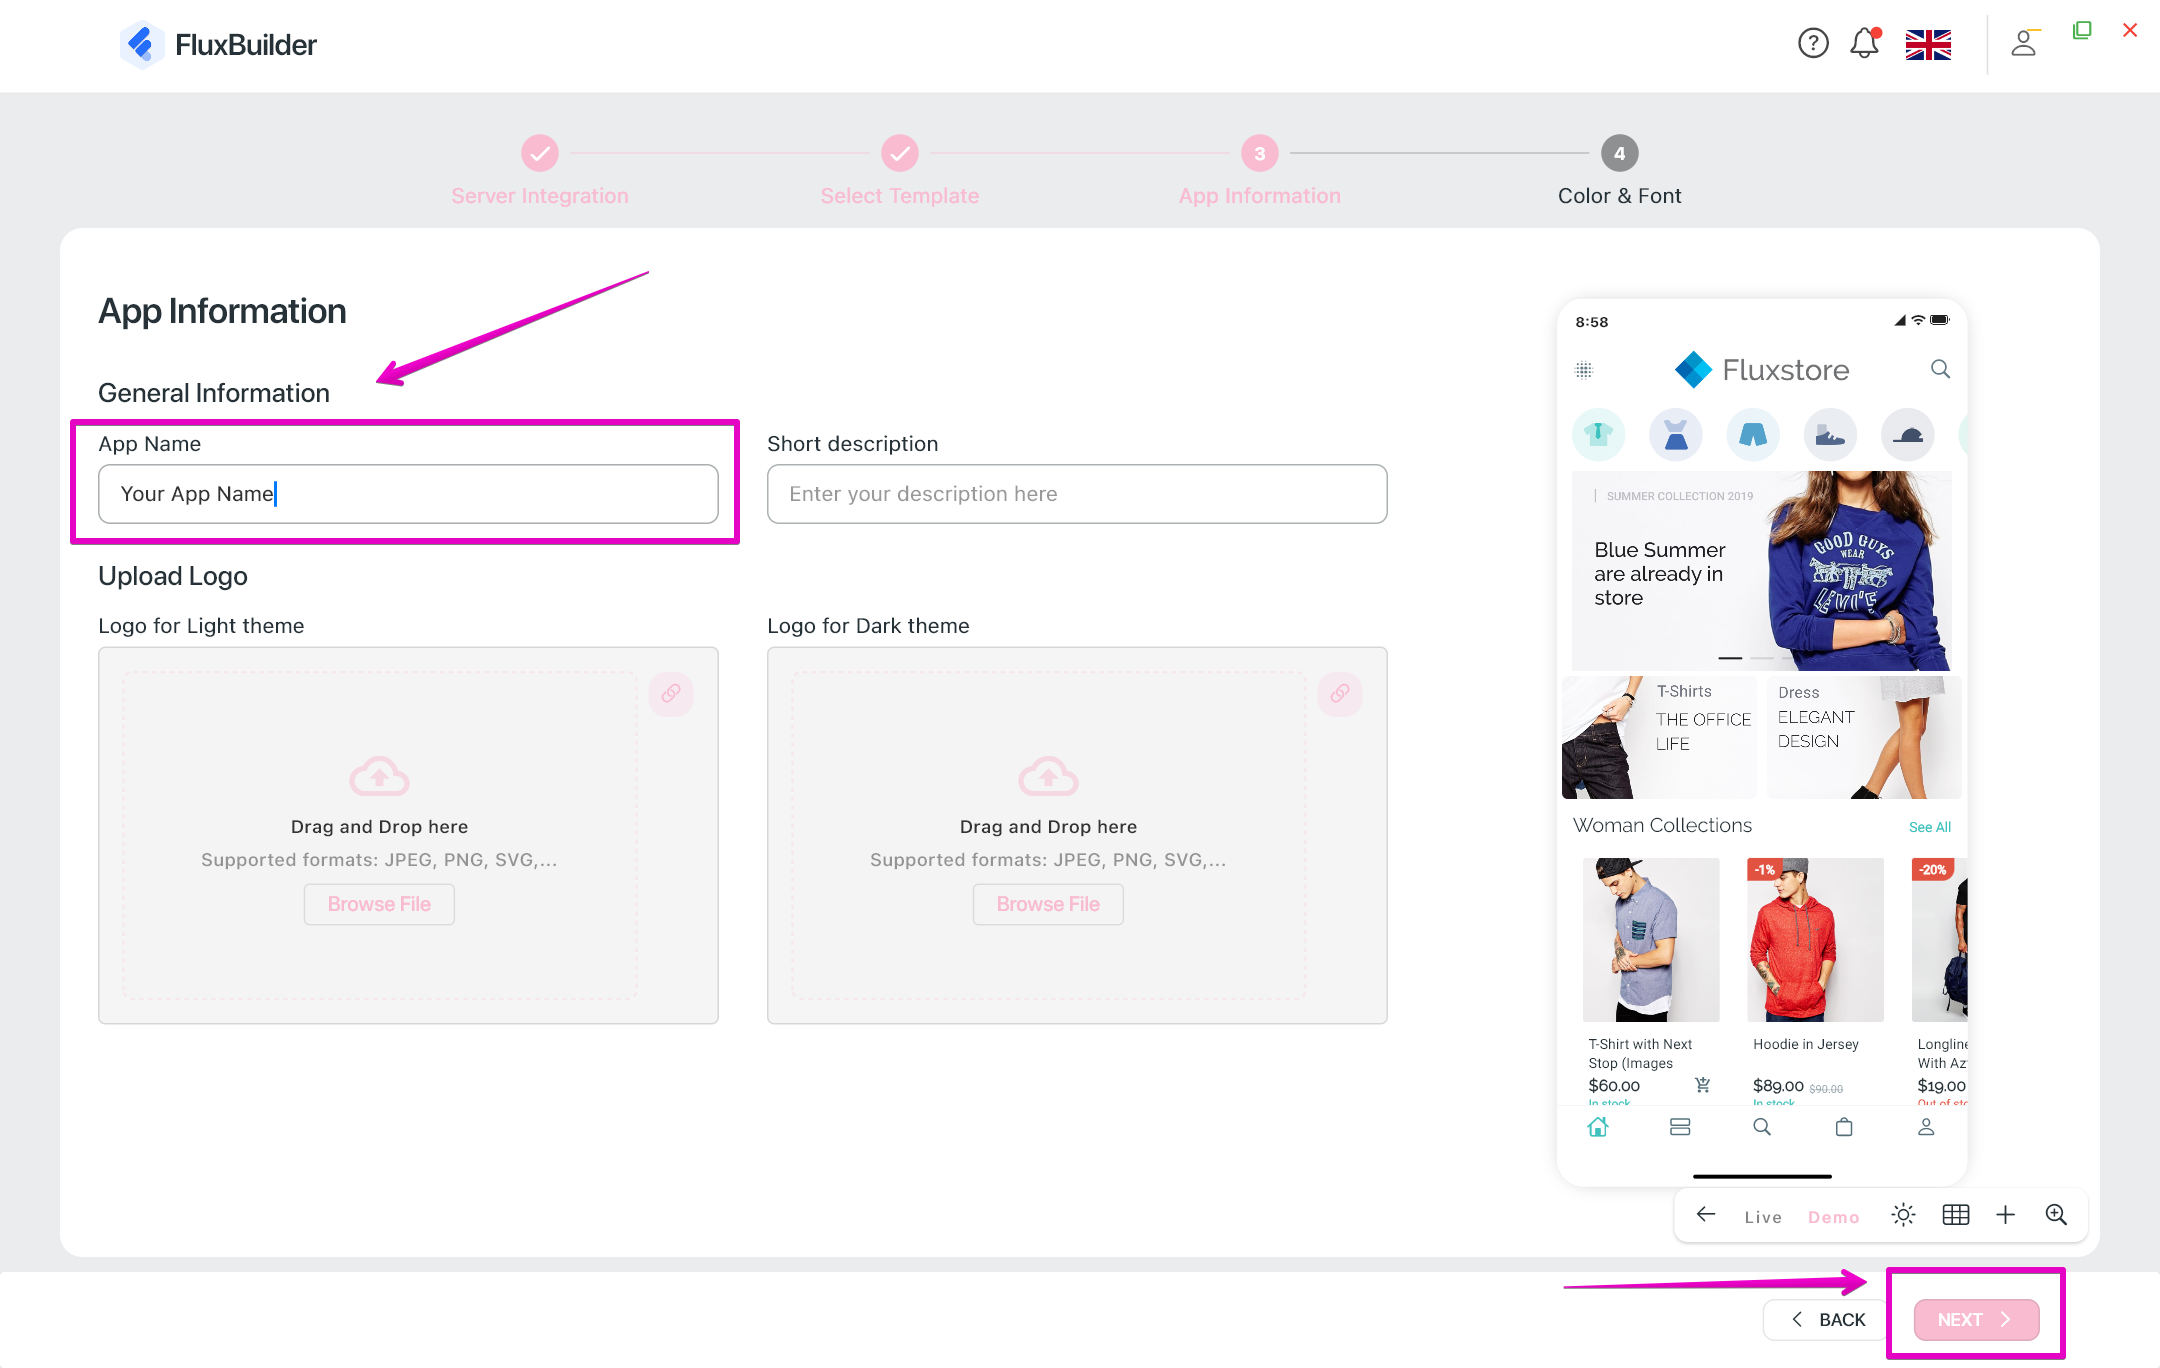 FluxBuilder
3
4
Server Integration
Select Template
App Information
Color & Font
App Information
General Information
App Name
Your App Name
Short description
Enter your description here
Upload Logo
Logo for Light theme
Drag and Drop here
Supported formats: JPEG, PNG, SVG,...
Browse File
Logo for Dark theme
Drag and Drop here
Supported formats: JPEG, PNG, SVG,...
Browse File
8:58
Fluxstore
SUMMER COLLECTION 2019
Blue Summer
are already in
store
GOOD GUYS
WEAR
LEVI'S
T-Shirts
THE OFFICE
LIFE
Dress
ELEGANT
DESIGN
Woman Collections
See All
-1%
-20%
T-Shirt with Next
Stop (Images
$60.00
In stock
Hoodie in Jersey
$89.00 $90.00
In stock
Longline
With Az
$19.00
Out of sto
Live
Demo
BACK
NEXT